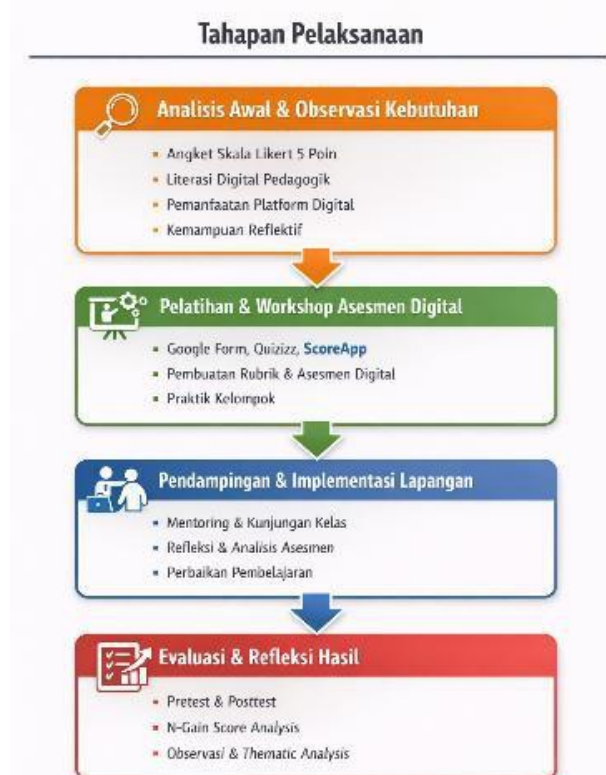 Tahapan Pelaksanaan
Analisis Awal & Observasi Kebutuhan
▪ Angket Skala Likert 5 Poin
▪ Literasi Digital Pedagogik
▪ Pemanfaatan Platform Digital
▪ Kemampuan Reflektif
Pelatihan & Workshop Asesmen Digital
▪ Google Form, Quizizz, ScoreApp
▪ Pembuatan Rubrik & Asesmen Digital
▪ Praktik Kelompok
Pendampingan & Implementasi Lapangan
▪ Mentoring & Kunjungan Kelas
▪ Refleksi & Analisis Asesmen
▪ Perbaikan Pembelajaran
Evaluasi & Refleksi Hasil
▪ Pretest & Posttest
▪ N-Gain Score Analysis
▪ Observasi & Thematic Analysis